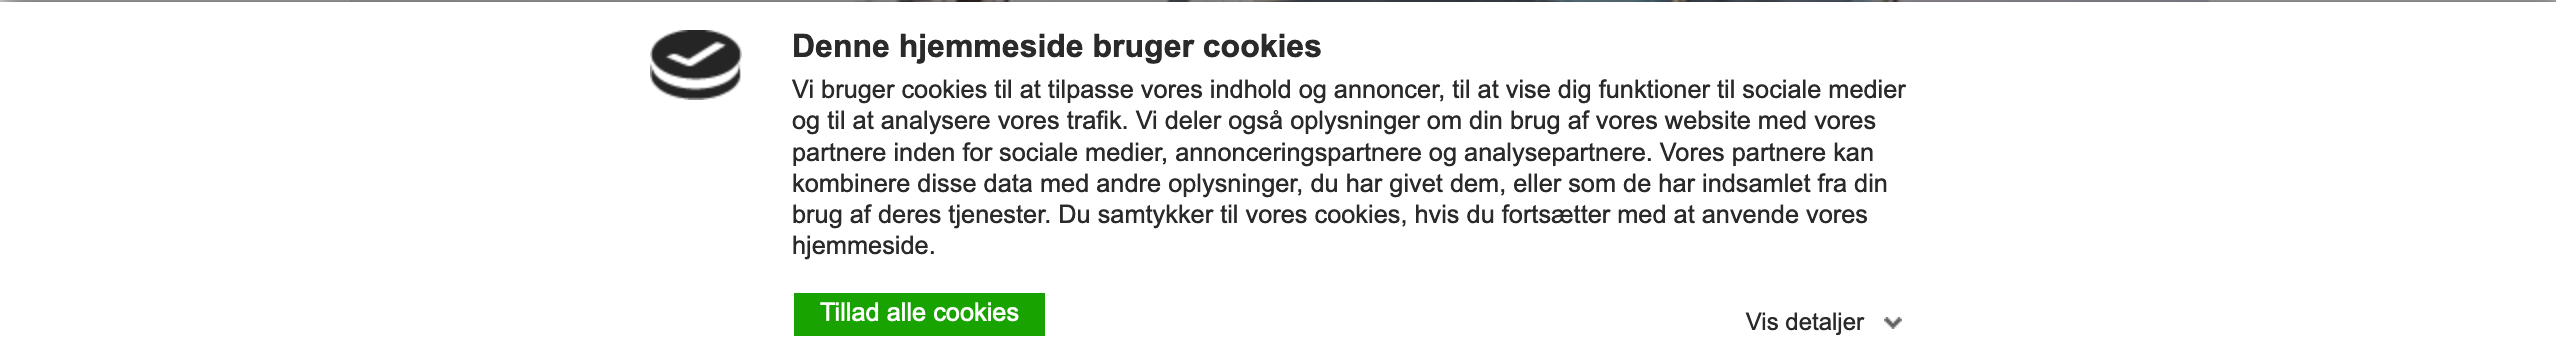 Denne hjemmeside bruger cookies
Vi bruger cookies til at tilpasse vores indhold og annoncer, til at vise dig funktioner til sociale medier
og til at analysere vores trafik. Vi deler også oplysninger om din brug af vores website med vores
partnere inden for sociale medier, annonceringspartnere og analysepartnere. Vores partnere kan
kombinere disse data med andre oplysninger, du har givet dem, eller som de har indsamlet fra din
brug af deres tjenester. Du samtykker til vores cookies, hvis du fortsætter med at anvende vores
hjemmeside.
Tillad alle cookies
Vis detaljer